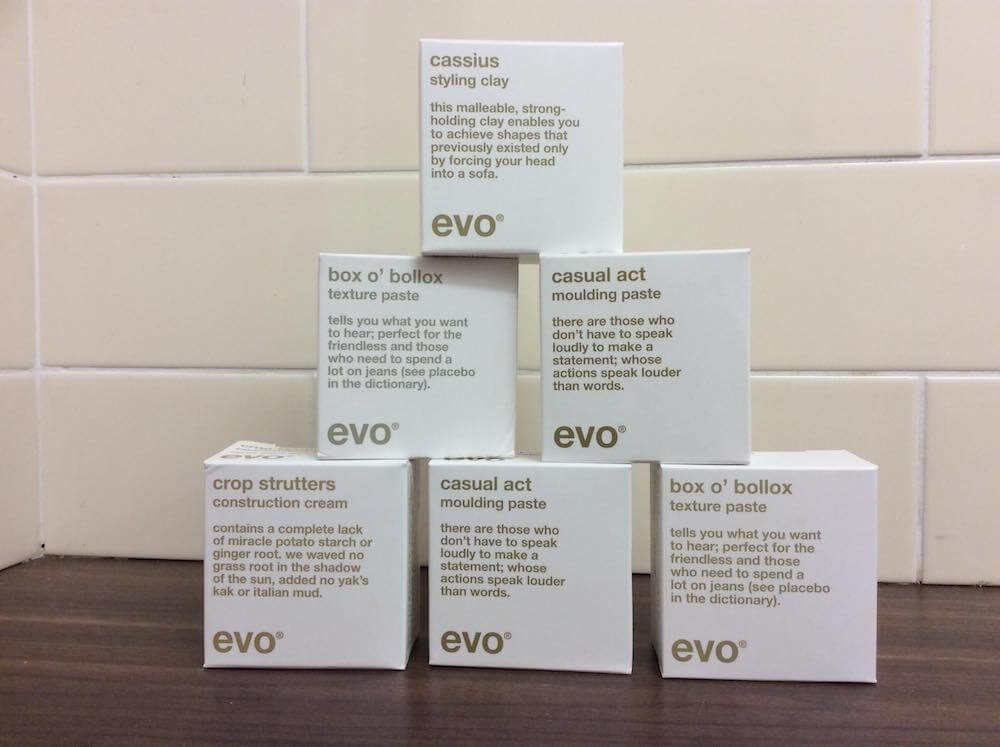 cassius
styling clay
this malleable, strong-
holding clay enables you
to achieve shapes that
previously existed only
by forcing your head
into a sofa.
evo®
box o' bollox
texture paste
tells you what you want
to hear; perfect for the
friendless and those
who need to spend a
lot on jeans (see placebo
in the dictionary).
evo®
casual act
moulding paste
there are those who
don't have to speak
loudly to make a
statement; whose
actions speak louder
than words.
evo®
evo
crop strutters
construction cream
contains a complete lack
of miracle potato starch or
ginger root. we waved no
grass root in the shadow
of the sun, added no yak's
kak or italian mud.
evo®
casual act
moulding paste
there are those who
don't have to speak
loudly to make a
statement; whose
actions speak louder
than words.
evo®
box o' bollox
texture paste
tells you what you want
to hear; perfect for the
friendless and those
who need to spend a
lot on jeans (see placebo
in the dictionary).
evo®